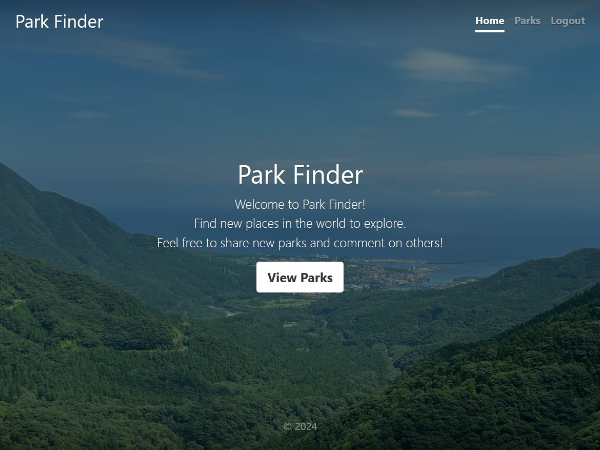 Park Finder
Home Parks Logout
Park Finder
Welcome to Park Finder!
Find new places in the world to explore.
Feel free to share new parks and comment on others!
View Parks
© 2024